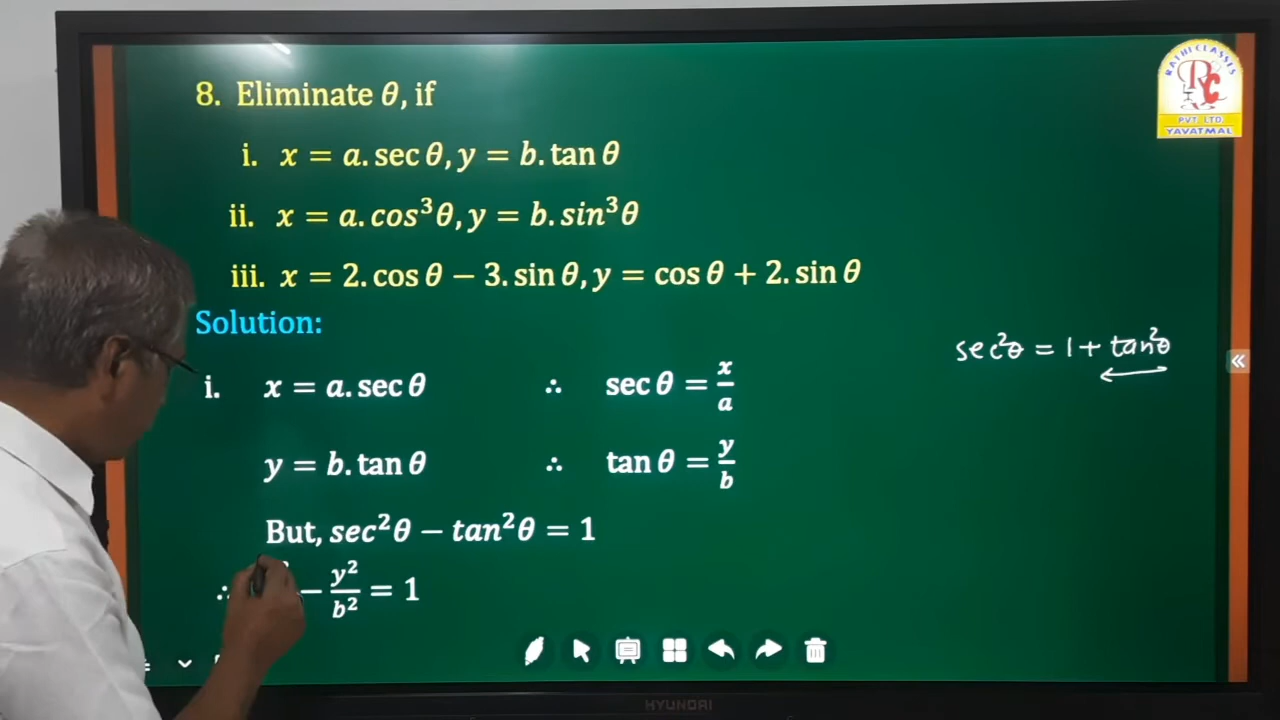 8. Eliminate θ, if
i. x = a. sec θ, y = b. tan θ
ii. x = a. cos³θ, y = b. sin³θ
iii. x = 2. cos θ − 3. sin θ, y = cos θ + 2. sin θ
Solution:
i. x = a. sec θ ∴ sec θ = x/a
y = b. tan θ ∴ tan θ = y/b
But, sec²θ − tan²θ = 1
∴ − y²/b² = 1
sec²θ = 1 + tan²θ
RATHI CLASSES
RC
PVT. LTD.
YAVATMAL
HYUNDAI